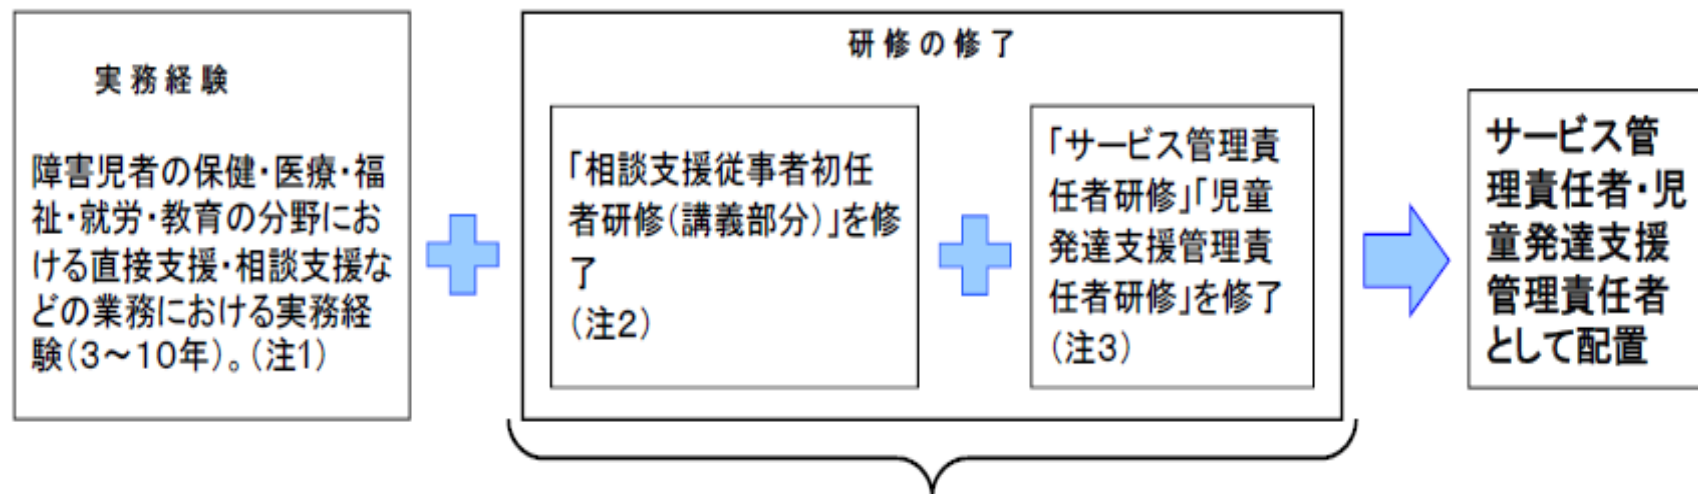 実務経験
障害児者の保健・医療・福
祉・就労・教育の分野にお
ける直接支援・相談支援な
どの業務における実務経
験(3～10年)。(注1)
研修の修了
「相談支援従事者初任
者研修(講義部分)」を修
了
(注2)
「サービス管理責
任者研修」「児童
発達支援管理責
任者研修」を修了
(注3)
サービス管
理責任者・児
童発達支援
管理責任者
として配置